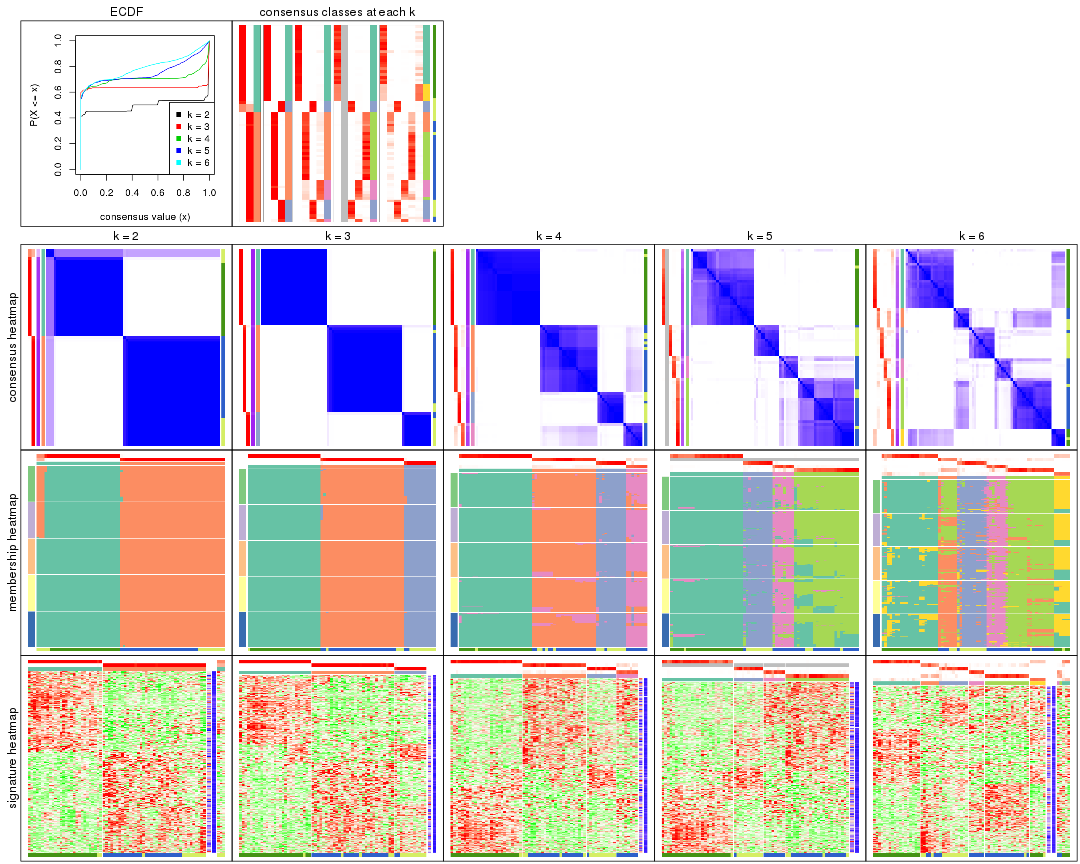 ECDF
consensus classes at each k
P(X <= x)
0.0 0.2 0.4 0.6 0.8 1.0
k = 2
k = 3
k = 4
k = 5
k = 6
0.0 0.2 0.4 0.6 0.8 1.0
consensus value (x)
k = 2
k = 3
k = 4
k = 5
k = 6
consensus heatmap
membership heatmap
signature heatmap